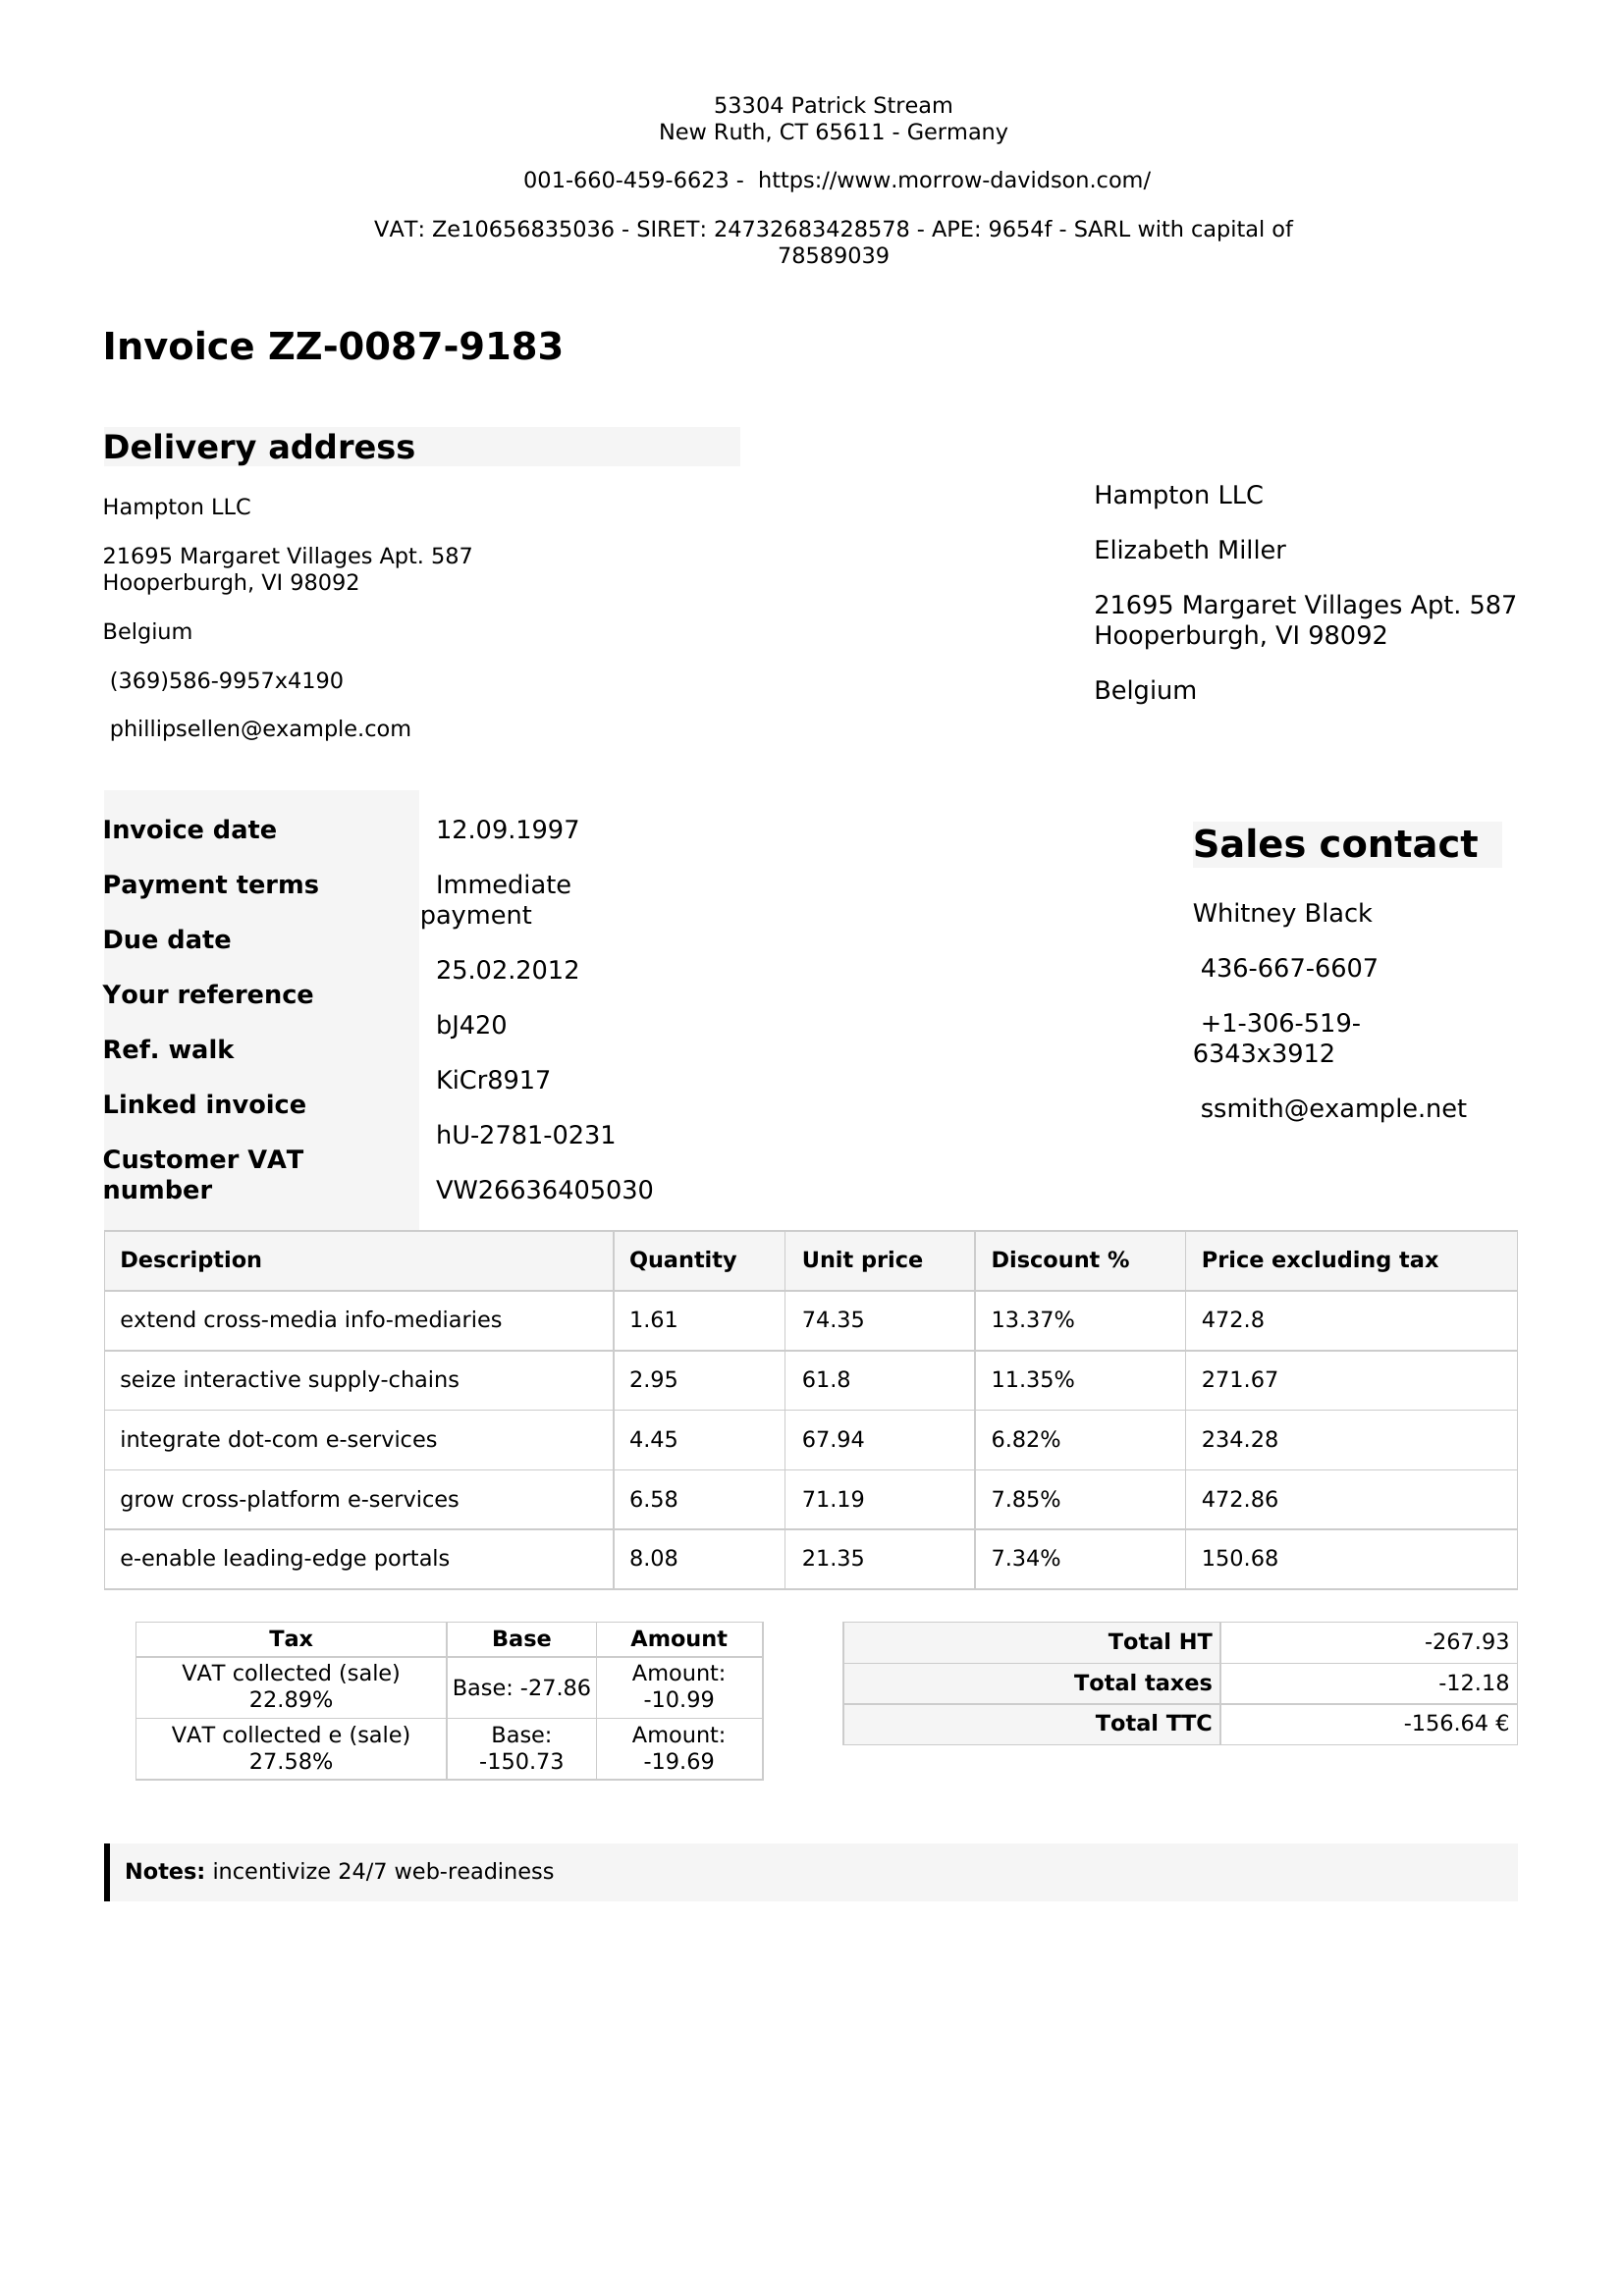 53304 Patrick Stream
New Ruth, CT 65611 - Germany
001-660-459-6623 - https://www.morrow-davidson.com/
VAT: Ze10656835036 - SIRET: 24732683428578 - APE: 9654f - SARL with capital of
78589039
Invoice ZZ-0087-9183
Delivery address
Hampton LLC
21695 Margaret Villages Apt. 587
Hooperburgh, VI 98092
Belgium
(369)586-9957x4190
phillipsellen@example.com
Hampton LLC
Elizabeth Miller
21695 Margaret Villages Apt. 587
Hooperburgh, VI 98092
Belgium
Invoice date
Payment terms
Due date
Your reference
Ref. walk
Linked invoice
Customer VAT
number
12.09.1997
Immediate
payment
25.02.2012
bJ420
KiCr8917
hU-2781-0231
VW26636405030
Sales contact
Whitney Black
436-667-6607
+1-306-519-
6343x3912
ssmith@example.net
Description Quantity Unit price Discount % Price excluding tax
extend cross-media info-mediaries 1.61 74.35 13.37% 472.8
seize interactive supply-chains 2.95 61.8 11.35% 271.67
integrate dot-com e-services 4.45 67.94 6.82% 234.28
grow cross-platform e-services 6.58 71.19 7.85% 472.86
e-enable leading-edge portals 8.08 21.35 7.34% 150.68
Tax Base Amount
VAT collected (sale)
22.89%
Base: -27.86
Amount:
-10.99
VAT collected e (sale)
27.58%
Base:
-150.73
Amount:
-19.69
Total HT -267.93
Total taxes -12.18
Total TTC -156.64 €
Notes: incentivize 24/7 web-readiness